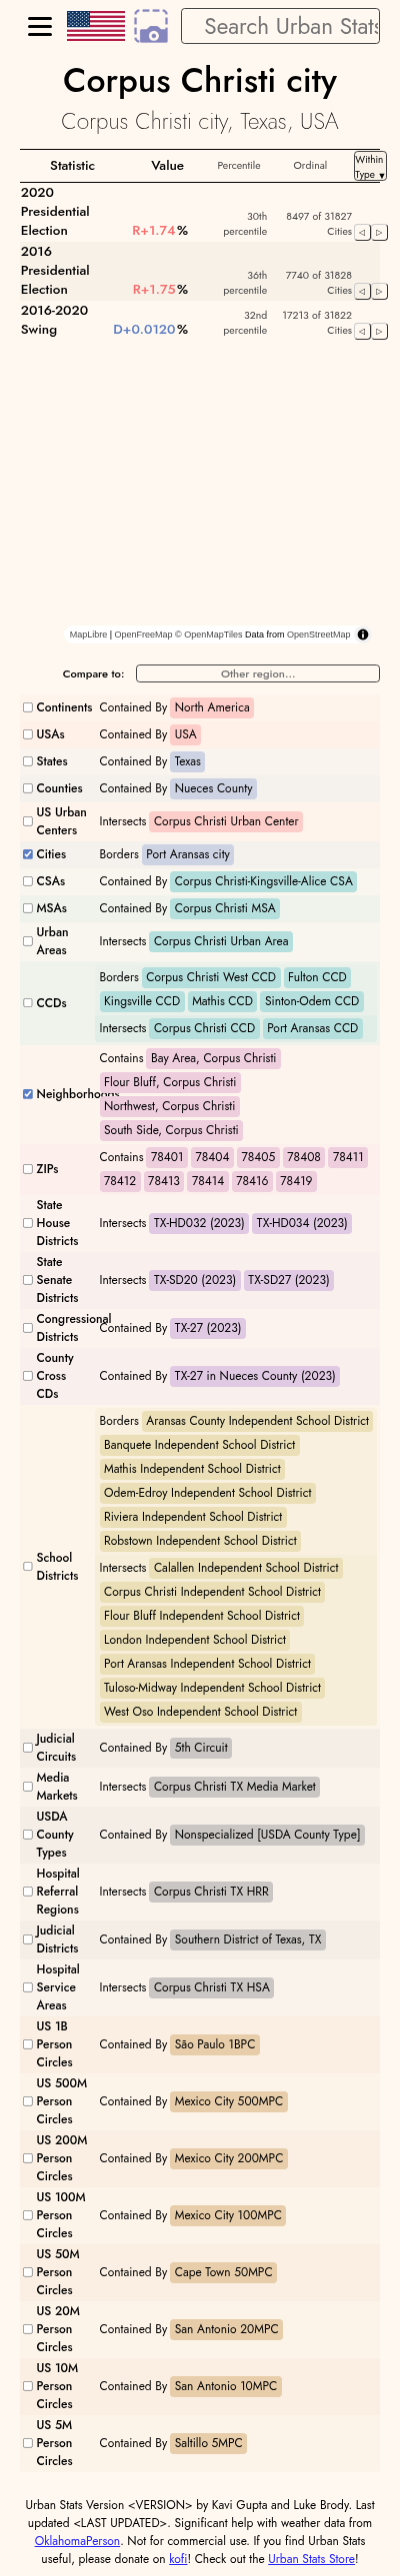 Search Urban Stats
Corpus Christi city
Corpus Christi city, Texas, USA
Statistic Value Percentile Ordinal Within Type ▼
2020 Presidential Election R+1.74% 30th percentile 8497 of 31827 Cities ◁ ▷
2016 Presidential Election R+1.75% 36th percentile 7740 of 31828 Cities ◁ ▷
2016-2020 Swing D+0.0120% 32nd percentile 17213 of 31822 Cities ◁ ▷
MapLibre | OpenFreeMap © OpenMapTiles Data from OpenStreetMap
Compare to: Other region...
Continents Contained By North America
USAs Contained By USA
States Contained By Texas
Counties Contained By Nueces County
US Urban Centers Intersects Corpus Christi Urban Center
Cities Borders Port Aransas city
CSAs Contained By Corpus Christi-Kingsville-Alice CSA
MSAs Contained By Corpus Christi MSA
Urban Areas Intersects Corpus Christi Urban Area
CCDs Borders Corpus Christi West CCD Fulton CCD
Kingsville CCD Mathis CCD Sinton-Odem CCD
Intersects Corpus Christi CCD Port Aransas CCD
Neighborhoods Contains Bay Area, Corpus Christi
Flour Bluff, Corpus Christi
Northwest, Corpus Christi
South Side, Corpus Christi
ZIPs Contains 78401 78404 78405 78408 78411
78412 78413 78414 78416 78419
State House Districts Intersects TX-HD032 (2023) TX-HD034 (2023)
State Senate Districts Intersects TX-SD20 (2023) TX-SD27 (2023)
Congressional Districts Contained By TX-27 (2023)
County Cross CDs Contained By TX-27 in Nueces County (2023)
School Districts Borders Aransas County Independent School District
Banquete Independent School District
Mathis Independent School District
Odem-Edroy Independent School District
Riviera Independent School District
Robstown Independent School District
Intersects Calallen Independent School District
Corpus Christi Independent School District
Flour Bluff Independent School District
London Independent School District
Port Aransas Independent School District
Tuloso-Midway Independent School District
West Oso Independent School District
Judicial Circuits Contained By 5th Circuit
Media Markets Intersects Corpus Christi TX Media Market
USDA County Types Contained By Nonspecialized [USDA County Type]
Hospital Referral Regions Intersects Corpus Christi TX HRR
Judicial Districts Contained By Southern District of Texas, TX
Hospital Service Areas Intersects Corpus Christi TX HSA
US 1B Person Circles Contained By São Paulo 1BPC
US 500M Person Circles Contained By Mexico City 500MPC
US 200M Person Circles Contained By Mexico City 200MPC
US 100M Person Circles Contained By Mexico City 100MPC
US 50M Person Circles Contained By Cape Town 50MPC
US 20M Person Circles Contained By San Antonio 20MPC
US 10M Person Circles Contained By San Antonio 10MPC
US 5M Person Circles Contained By Saltillo 5MPC
Urban Stats Version <VERSION> by Kavi Gupta and Luke Brody. Last
updated <LAST UPDATED>. Significant help with weather data from
OklahomaPerson. Not for commercial use. If you find Urban Stats
useful, please donate on kofi! Check out the Urban Stats Store!